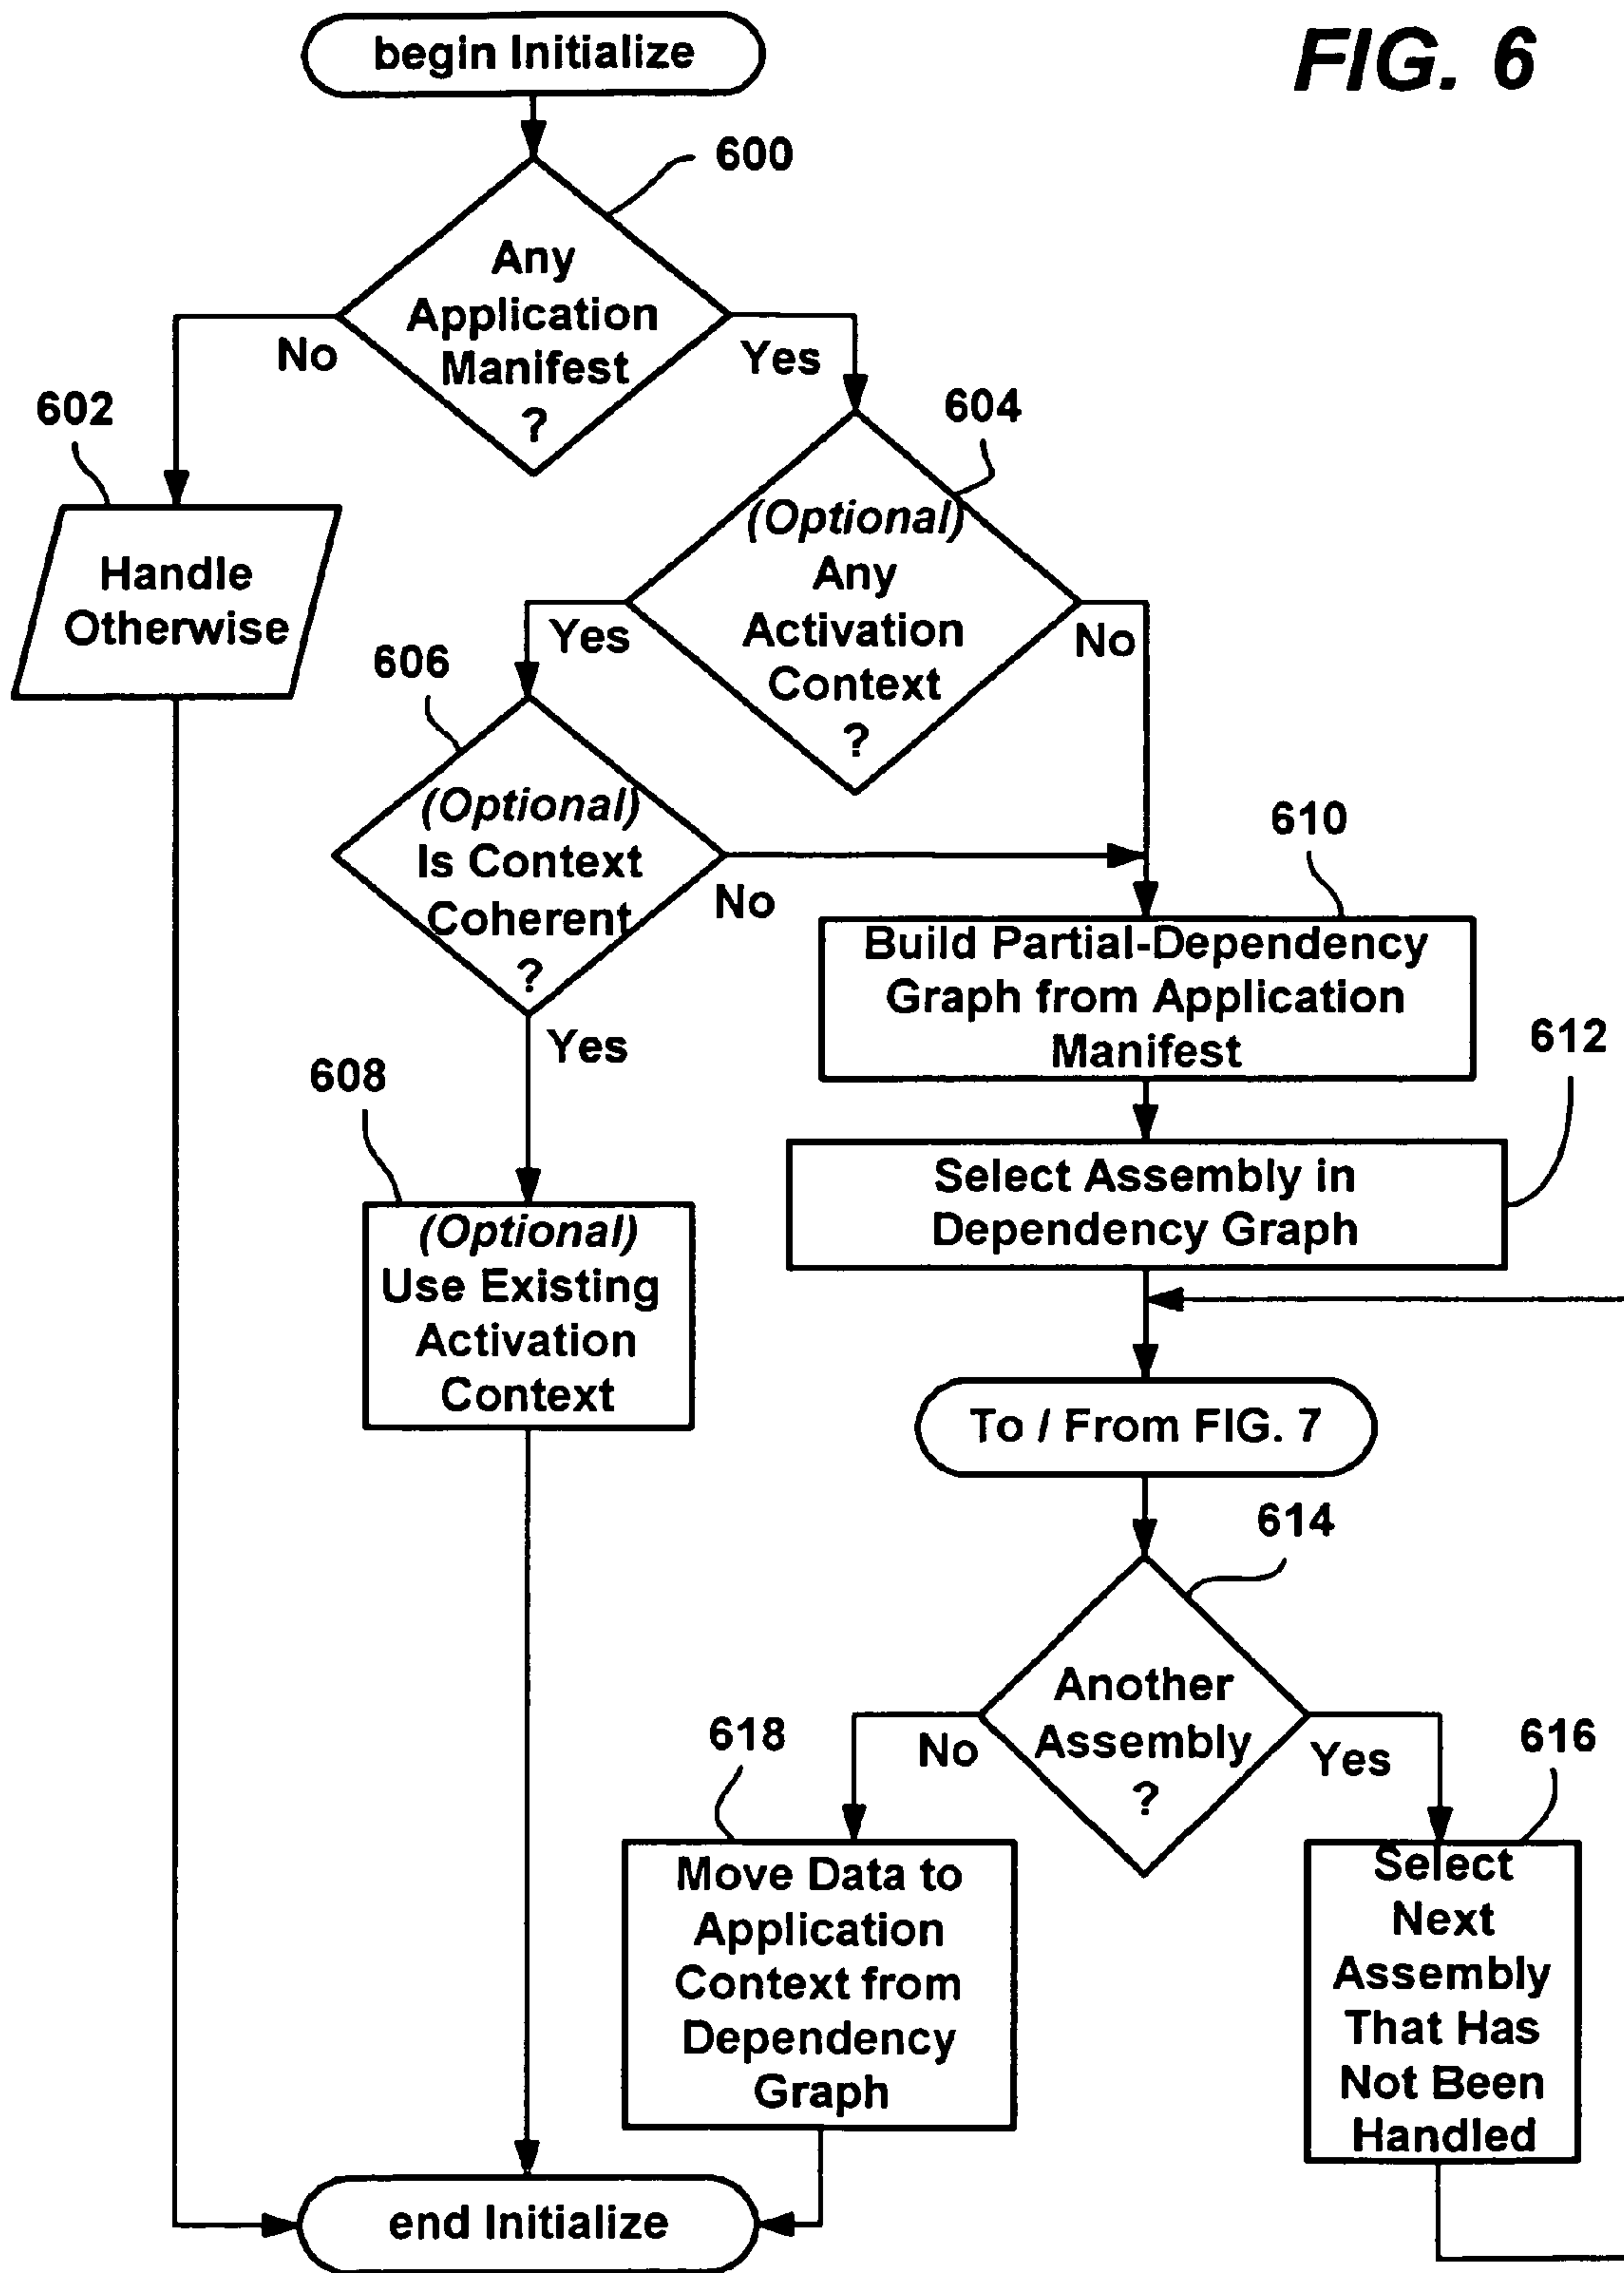 FIG. 6
begin Initialize
600
Any
Application
Manifest
?
No
Yes
602
Handle
Otherwise
604
(Optional)
Any
Activation
Context
?
Yes
No
606
(Optional)
Is Context
Coherent
?
No
Yes
608
(Optional)
Use Existing
Activation
Context
610
Build Partial-Dependency
Graph from Application
Manifest
612
Select Assembly in
Dependency Graph
To / From FIG. 7
614
Another
Assembly
?
No
Yes
618
Move Data to
Application
Context from
Dependency
Graph
616
Select
Next
Assembly
That Has
Not Been
Handled
end Initialize